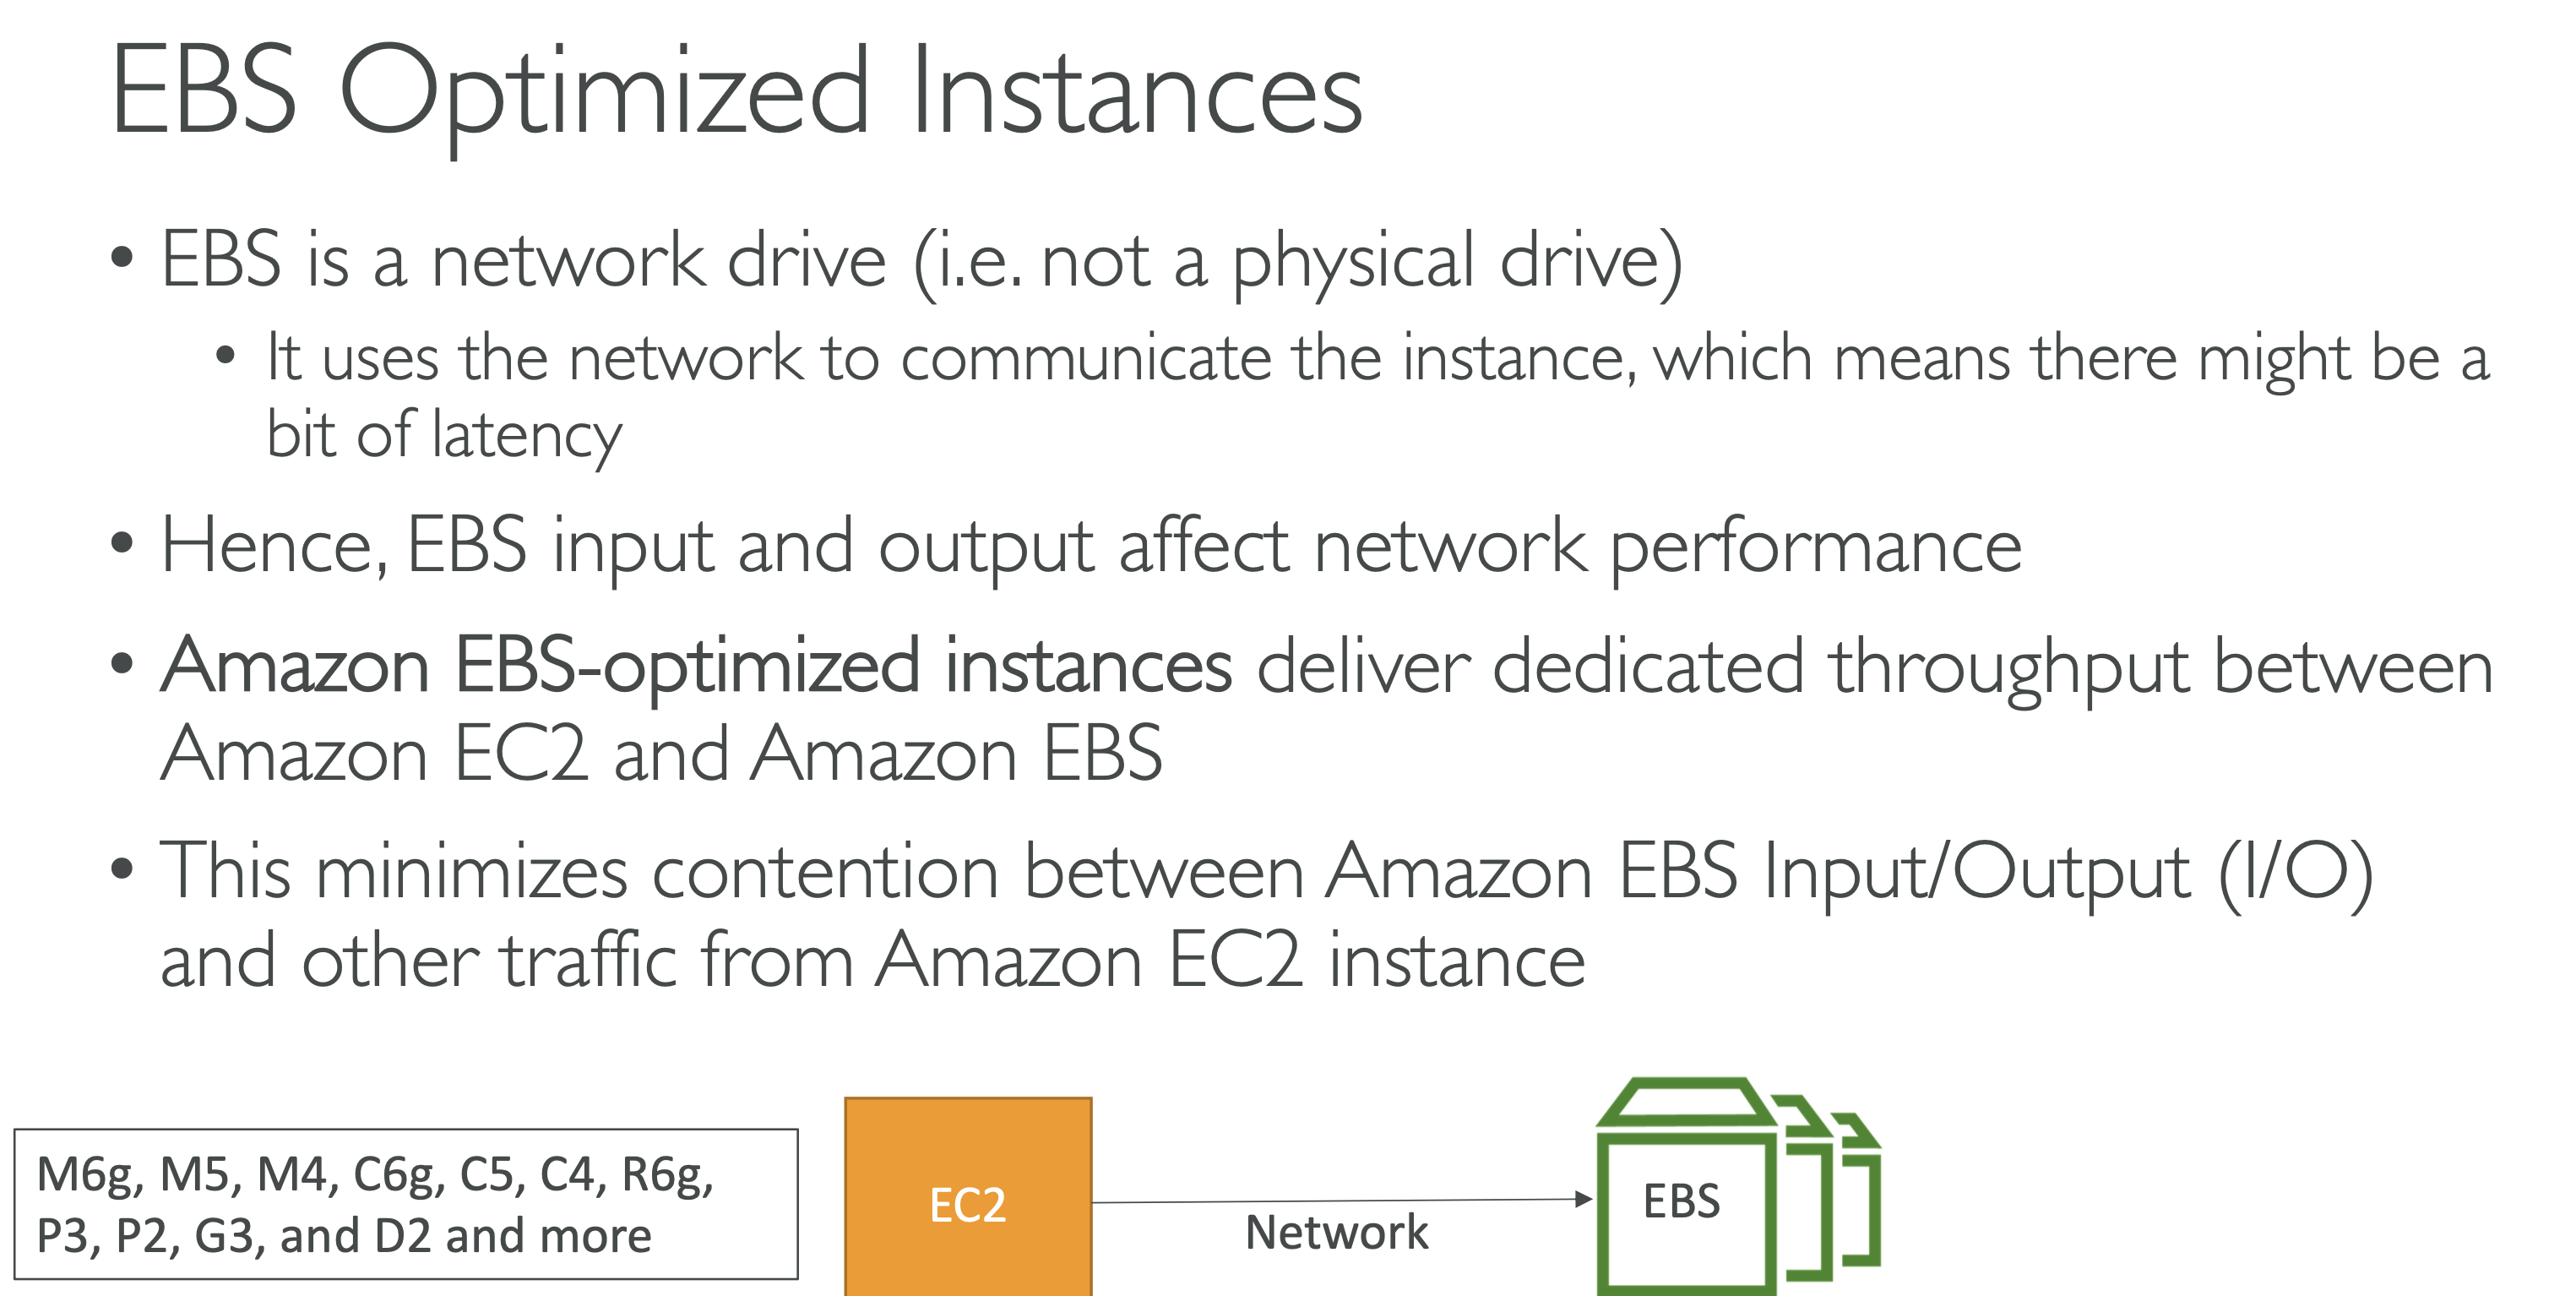 EBS Optimized Instances
• EBS is a network drive (i.e. not a physical drive)
• It uses the network to communicate the instance, which means there might be a
bit of latency
• Hence, EBS input and output affect network performance
• Amazon EBS-optimized instances deliver dedicated throughput between
Amazon EC2 and Amazon EBS
• This minimizes contention between Amazon EBS Input/Output (I/O)
and other traffic from Amazon EC2 instance
M6g, M5, M4, C6g, C5, C4, R6g,
P3, P2, G3, and D2 and more
EC2
Network
EBS